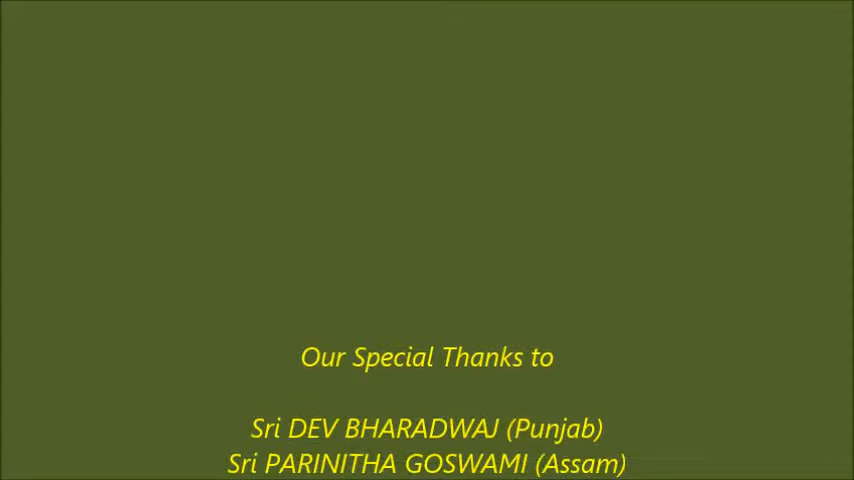 Our Special Thanks to
Sri DEV BHARADWAJ (Punjab)
Sri PARINITHA GOSWAMI (Assam)